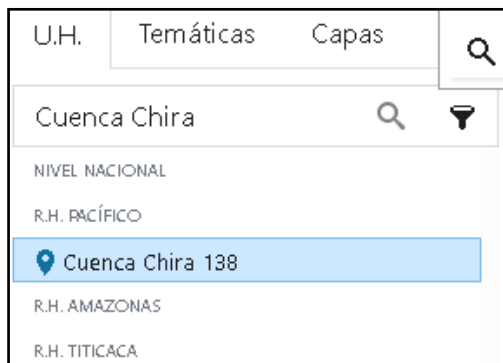 U.H. Temáticas Capas
Cuenca Chira
NIVEL NACIONAL
R.H. PACÍFICO
Cuenca Chira 138
R.H. AMAZONAS
R.H. TITICACA